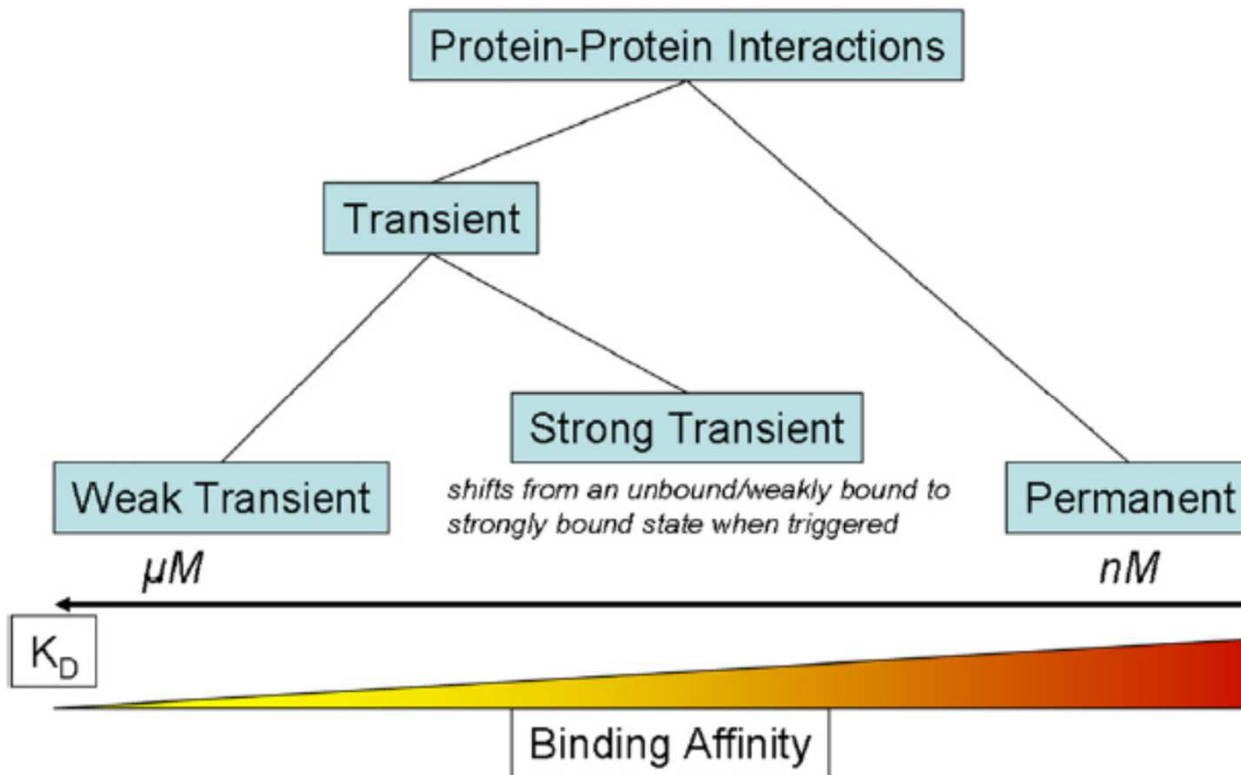 Protein-Protein Interactions
Transient
Strong Transient
shifts from an unbound/weakly bound to
strongly bound state when triggered
Weak Transient
Permanent
µM
nM
K_D
Binding Affinity